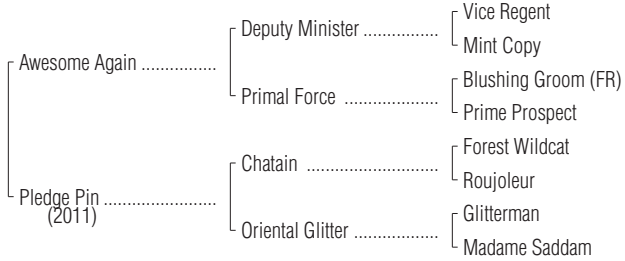 Vice Regent
Deputy Minister ..................
Mint Copy
Awesome Again ................
Blushing Groom (FR)
Primal Force ......................
Prime Prospect
Forest Wildcat
Chatain ...............................
Roujoleur
Pledge Pin ........................
(2011)
Glitterman
Oriental Glitter ....................
Madame Saddam